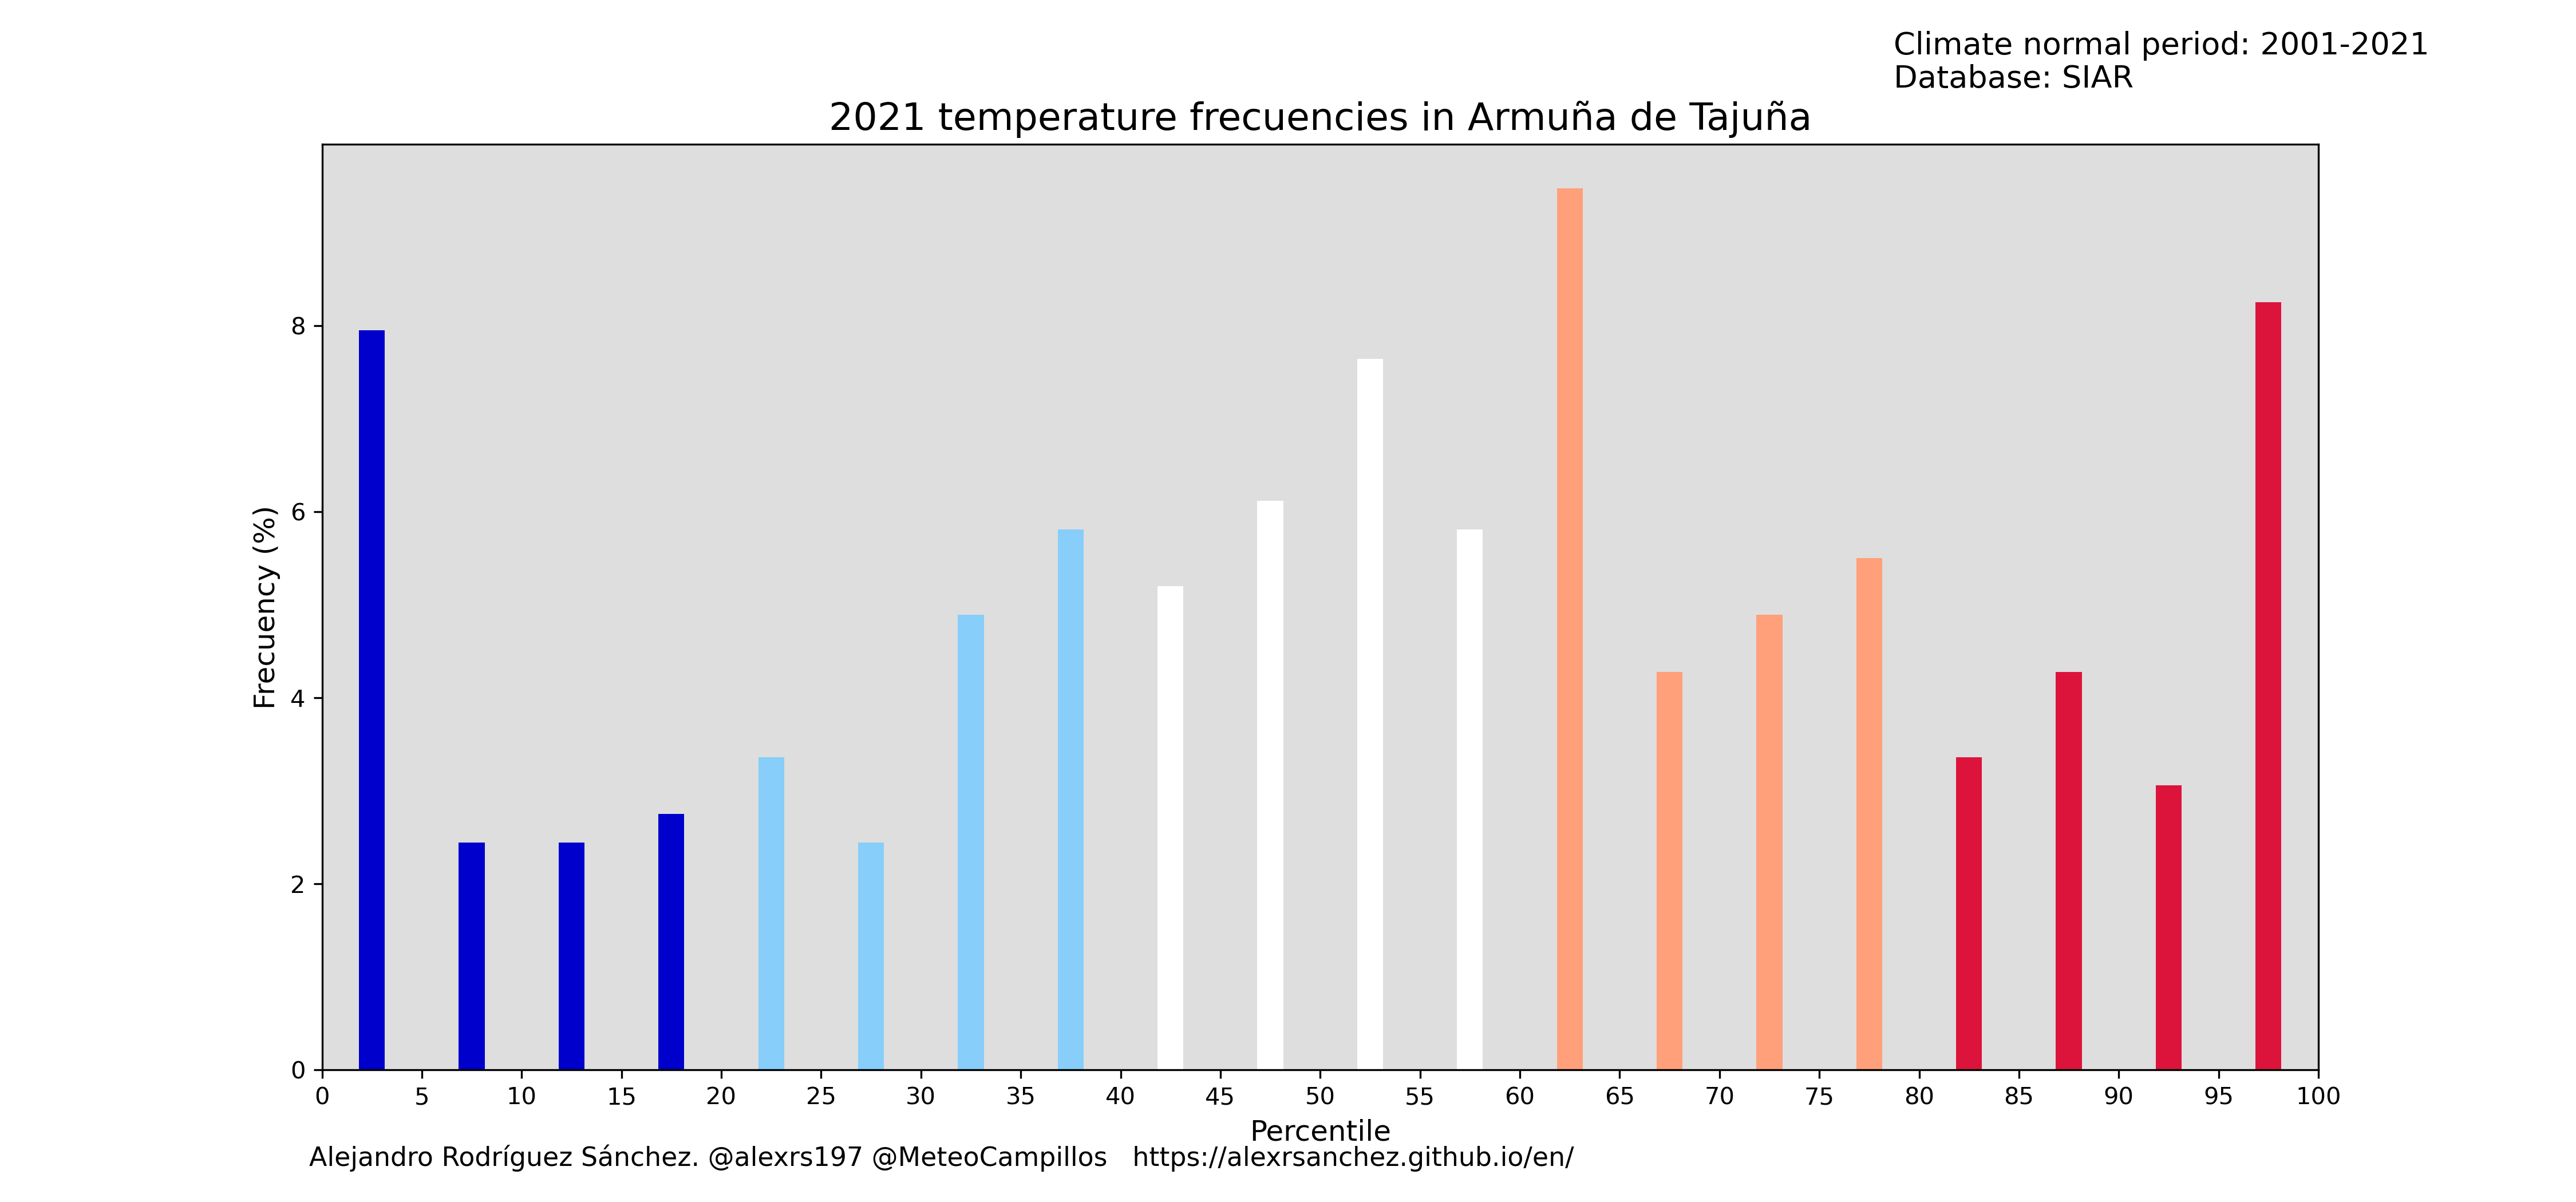 Climate normal period: 2001-2021
Database: SIAR
2021 temperature frecuencies in Armuña de Tajuña
8
6
4
2
0
Frecuency (%)
0 5 10 15 20 25 30 35 40 45 50 55 60 65 70 75 80 85 90 95 100
Percentile
Alejandro Rodríguez Sánchez. @alexrs197 @MeteoCampillos https://alexrsanchez.github.io/en/